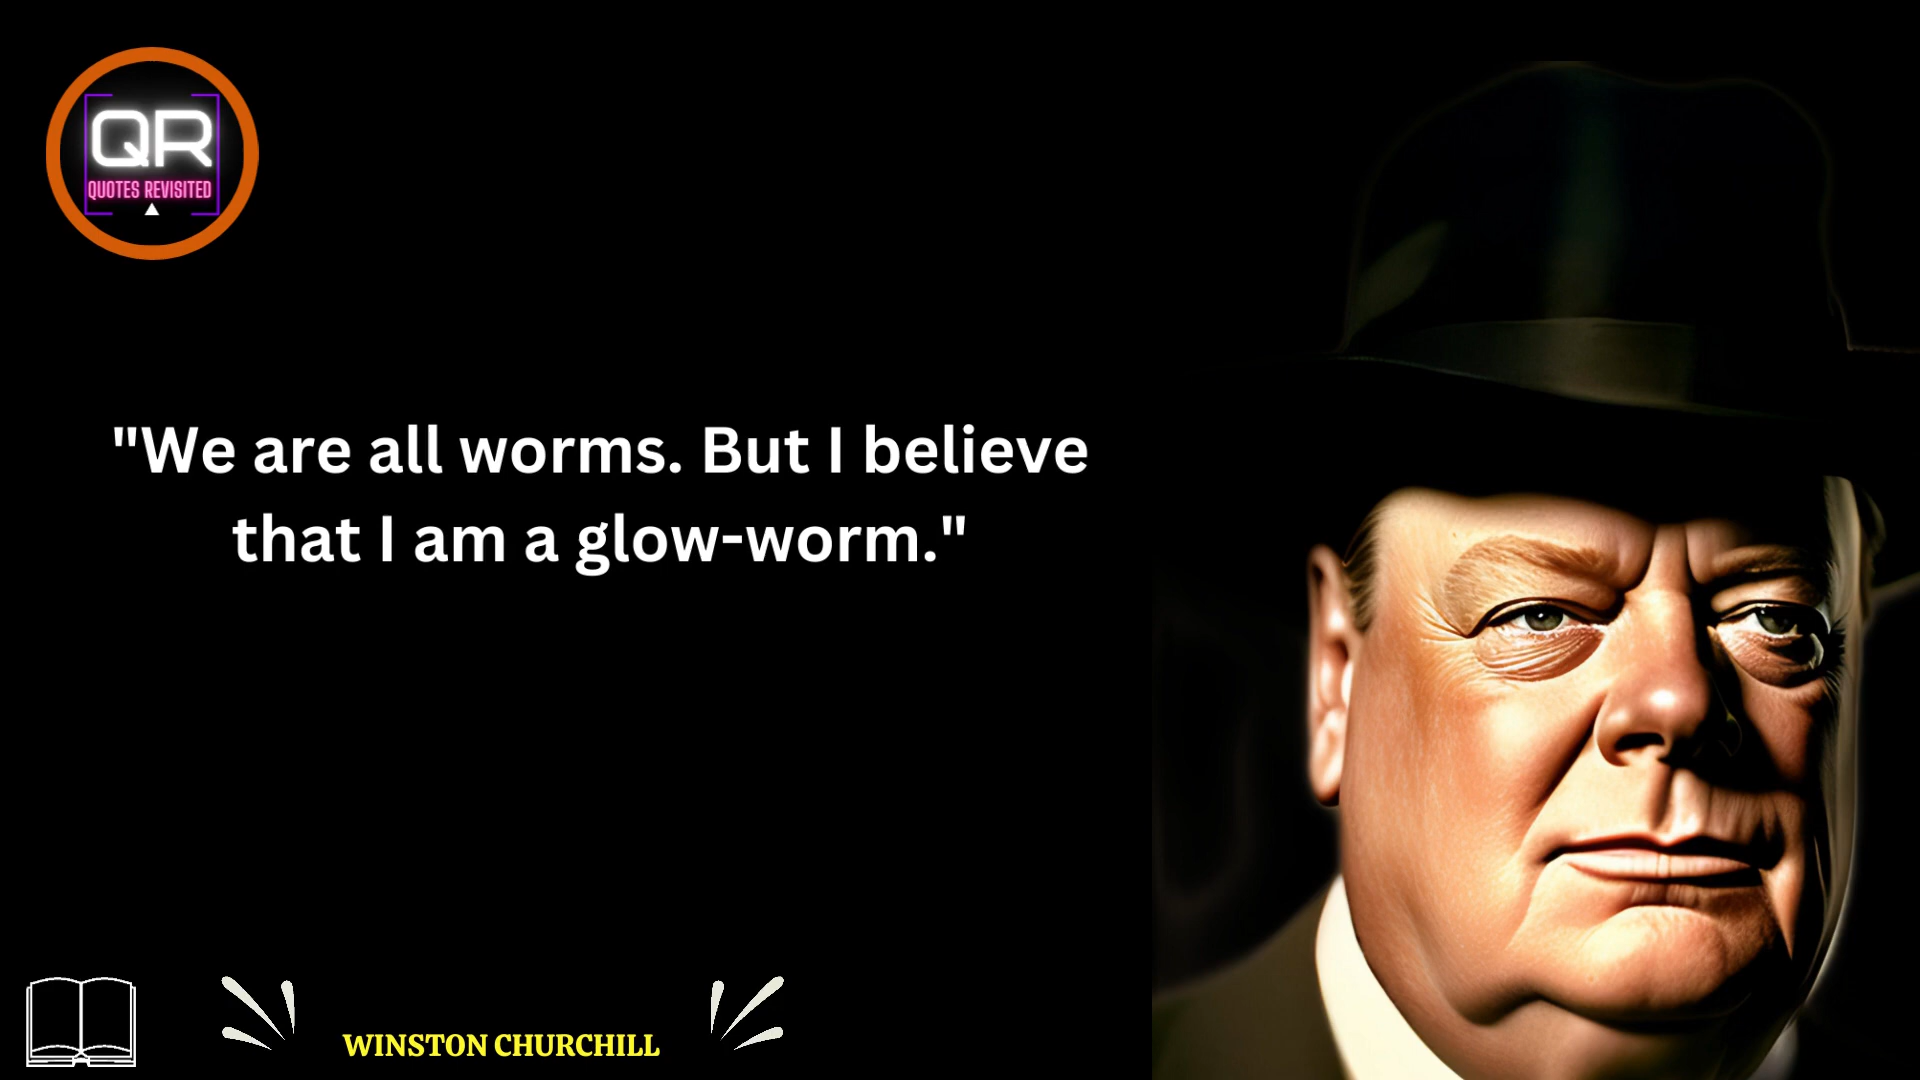 QR
QUOTES REVISITED
"We are all worms. But I believe
that I am a glow-worm."
WINSTON CHURCHILL